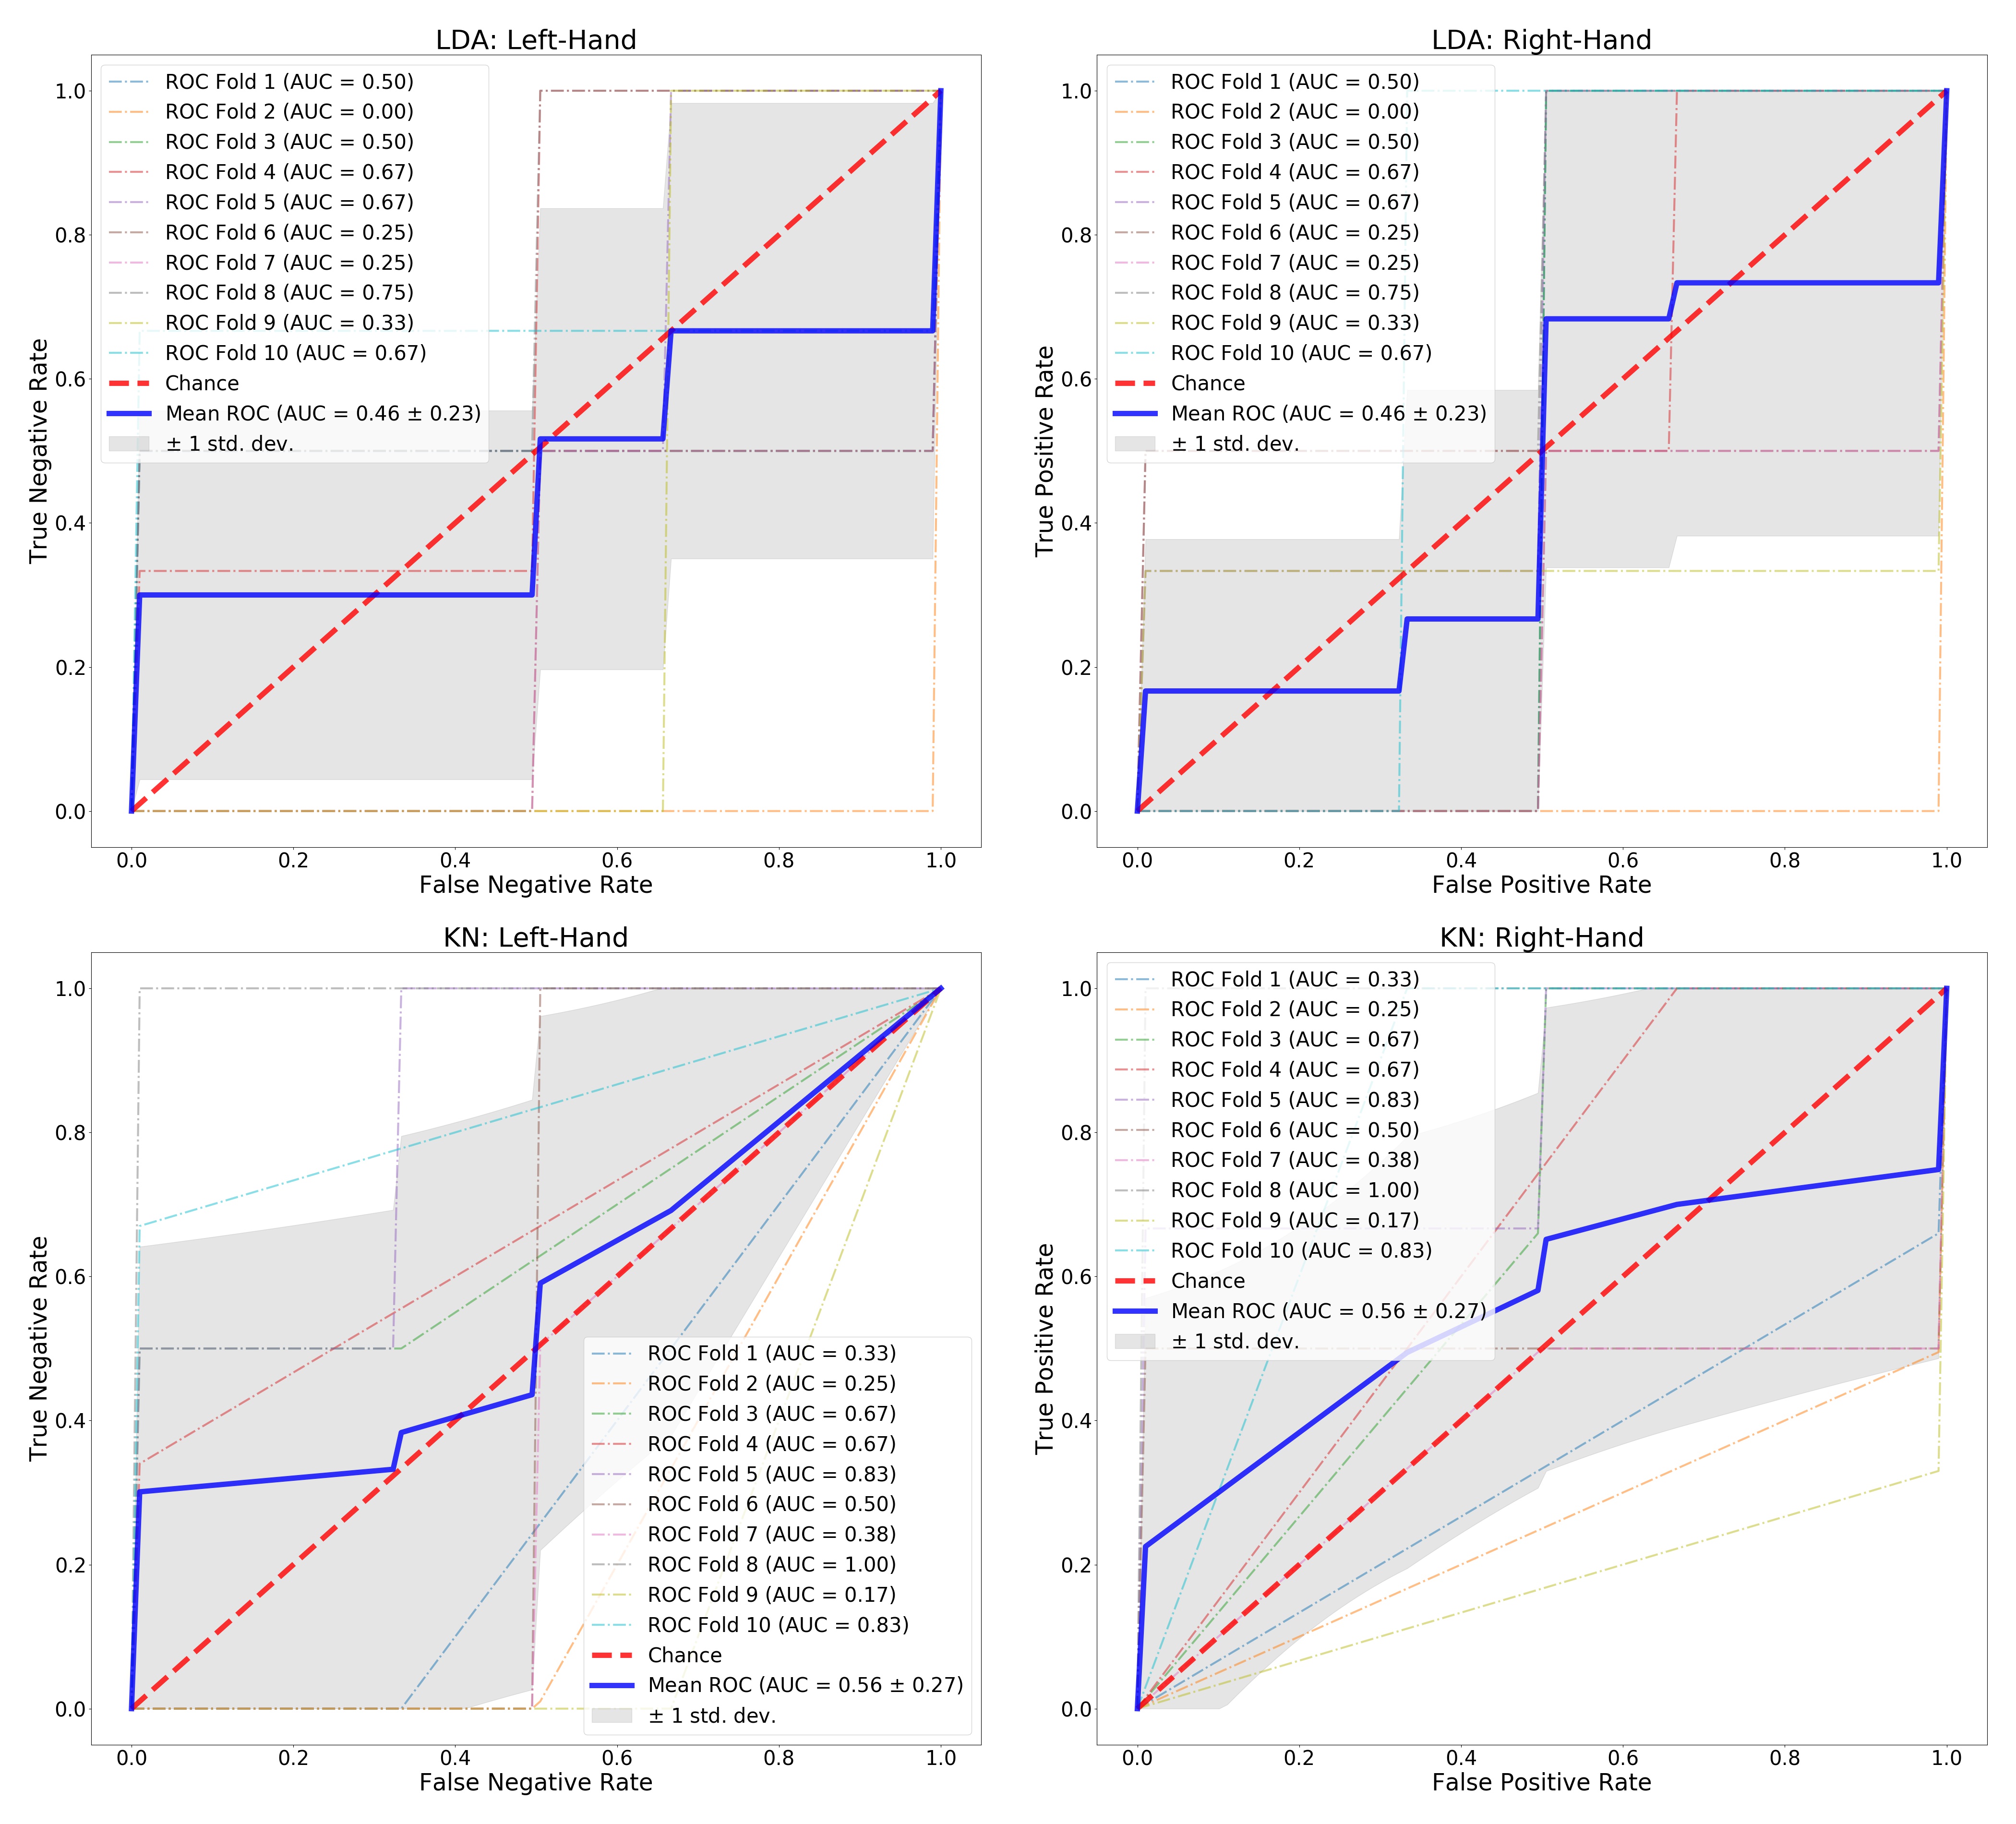 LDA: Left-Hand
True Negative Rate
1.0
0.8
0.6
0.4
0.2
0.0
ROC Fold 1 (AUC = 0.50)
ROC Fold 2 (AUC = 0.00)
ROC Fold 3 (AUC = 0.50)
ROC Fold 4 (AUC = 0.67)
ROC Fold 5 (AUC = 0.67)
ROC Fold 6 (AUC = 0.25)
ROC Fold 7 (AUC = 0.25)
ROC Fold 8 (AUC = 0.75)
ROC Fold 9 (AUC = 0.33)
ROC Fold 10 (AUC = 0.67)
Chance
Mean ROC (AUC = 0.46 ± 0.23)
± 1 std. dev.
0.0 0.2 0.4 0.6 0.8 1.0
False Negative Rate
LDA: Right-Hand
True Positive Rate
1.0
0.8
0.6
0.4
0.2
0.0
ROC Fold 1 (AUC = 0.50)
ROC Fold 2 (AUC = 0.00)
ROC Fold 3 (AUC = 0.50)
ROC Fold 4 (AUC = 0.67)
ROC Fold 5 (AUC = 0.67)
ROC Fold 6 (AUC = 0.25)
ROC Fold 7 (AUC = 0.25)
ROC Fold 8 (AUC = 0.75)
ROC Fold 9 (AUC = 0.33)
ROC Fold 10 (AUC = 0.67)
Chance
Mean ROC (AUC = 0.46 ± 0.23)
± 1 std. dev.
0.0 0.2 0.4 0.6 0.8 1.0
False Positive Rate
KN: Left-Hand
True Negative Rate
1.0
0.8
0.6
0.4
0.2
0.0
ROC Fold 1 (AUC = 0.33)
ROC Fold 2 (AUC = 0.25)
ROC Fold 3 (AUC = 0.67)
ROC Fold 4 (AUC = 0.67)
ROC Fold 5 (AUC = 0.83)
ROC Fold 6 (AUC = 0.50)
ROC Fold 7 (AUC = 0.38)
ROC Fold 8 (AUC = 1.00)
ROC Fold 9 (AUC = 0.17)
ROC Fold 10 (AUC = 0.83)
Chance
Mean ROC (AUC = 0.56 ± 0.27)
± 1 std. dev.
0.0 0.2 0.4 0.6 0.8 1.0
False Negative Rate
KN: Right-Hand
True Positive Rate
1.0
0.8
0.6
0.4
0.2
0.0
ROC Fold 1 (AUC = 0.33)
ROC Fold 2 (AUC = 0.25)
ROC Fold 3 (AUC = 0.67)
ROC Fold 4 (AUC = 0.67)
ROC Fold 5 (AUC = 0.83)
ROC Fold 6 (AUC = 0.50)
ROC Fold 7 (AUC = 0.38)
ROC Fold 8 (AUC = 1.00)
ROC Fold 9 (AUC = 0.17)
ROC Fold 10 (AUC = 0.83)
Chance
Mean ROC (AUC = 0.56 ± 0.27)
± 1 std. dev.
0.0 0.2 0.4 0.6 0.8 1.0
False Positive Rate